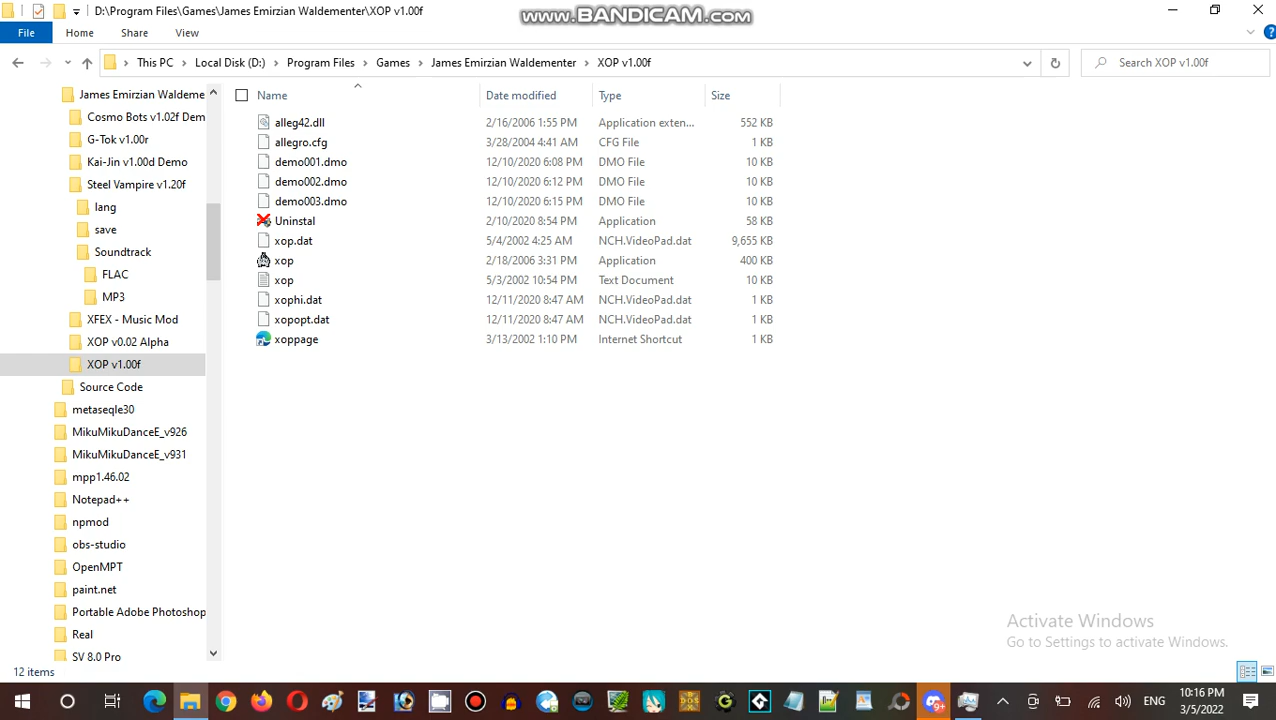 D:\Program Files\Games\James Emirzian Waldementer\XOP v1.00f
www.BANDICAM.com
File Home Share View
This PC Local Disk (D:) Program Files Games James Emirzian Waldementer XOP v1.00f
Search XOP v1.00f
Name Date modified Type Size
alleg42.dll 2/16/2006 1:55 PM Application exten... 552 KB
allegro.cfg 3/28/2004 4:41 AM CFG File 1 KB
demo001.dmo 12/10/2020 6:08 PM DMO File 10 KB
demo002.dmo 12/10/2020 6:12 PM DMO File 10 KB
demo003.dmo 12/10/2020 6:15 PM DMO File 10 KB
Uninstal 2/10/2020 8:54 PM Application 58 KB
xop.dat 5/4/2002 4:25 AM NCH.VideoPad.dat 9,655 KB
xop 2/18/2006 3:31 PM Application 400 KB
xop 5/3/2002 10:54 PM Text Document 10 KB
xophi.dat 12/11/2020 8:47 AM NCH.VideoPad.dat 1 KB
xopopt.dat 12/11/2020 8:47 AM NCH.VideoPad.dat 1 KB
xoppage 3/13/2002 1:10 PM Internet Shortcut 1 KB
James Emirzian Waldeme
Cosmo Bots v1.02f Dem
G-Tok v1.00r
Kai-Jin v1.00d Demo
Steel Vampire v1.20f
lang
save
Soundtrack
FLAC
MP3
XFEX - Music Mod
XOP v0.02 Alpha
XOP v1.00f
Source Code
metaseqle30
MikuMikuDanceE_v926
MikuMikuDanceE_v931
mpp1.46.02
Notepad++
npmod
obs-studio
OpenMPT
paint.net
Portable Adobe Photoshop
Real
SV 8.0 Pro
Activate Windows
Go to Settings to activate Windows.
12 items
9+
ENG
10:16 PM
3/5/2022